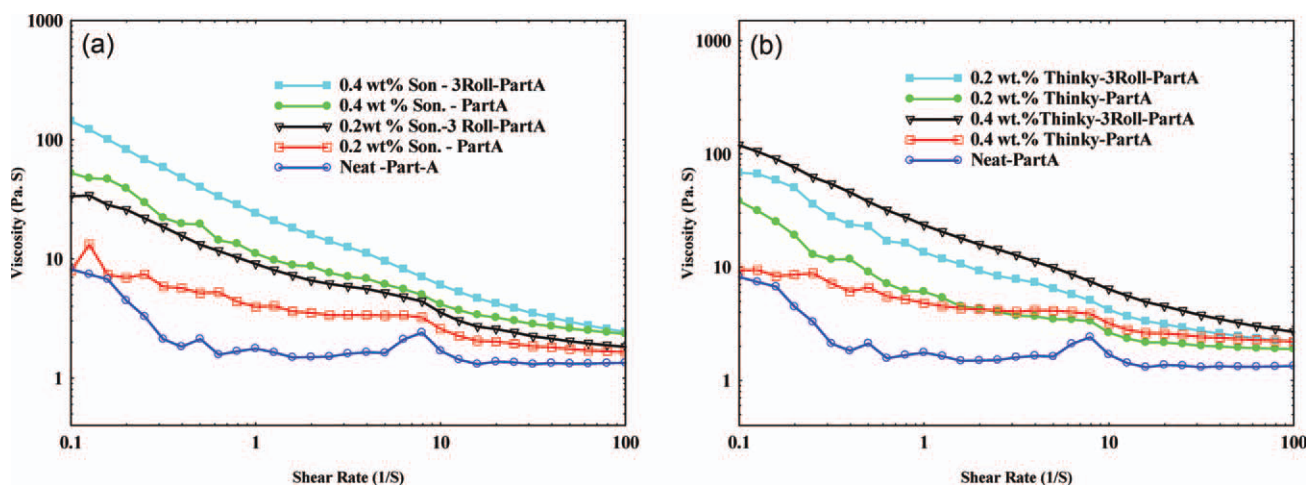 (a)
1000
100
10
1
Viscosity (Pa. S)
0.4 wt% Son - 3Roll-PartA
0.4 wt % Son. - PartA
0.2wt % Son.-3 Roll-PartA
0.2 wt% Son. - PartA
Neat -Part-A
0.1 1 10 100
Shear Rate (1/S)
(b)
1000
100
10
1
Viscosity (Pa. S)
0.2 wt.% Thinky-3Roll-PartA
0.2 wt.% Thinky-PartA
0.4 wt.%Thinky-3Roll-PartA
0.4 wt.% Thinky-PartA
Neat-PartA
0.1 1 10 100
Shear Rate (1/S)